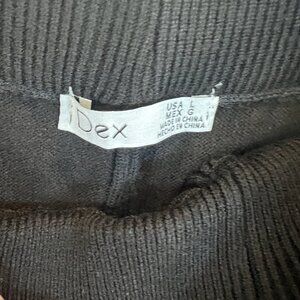 Dex
USA L
MEX G
MADE IN CHINA
HECHO EN CHINA